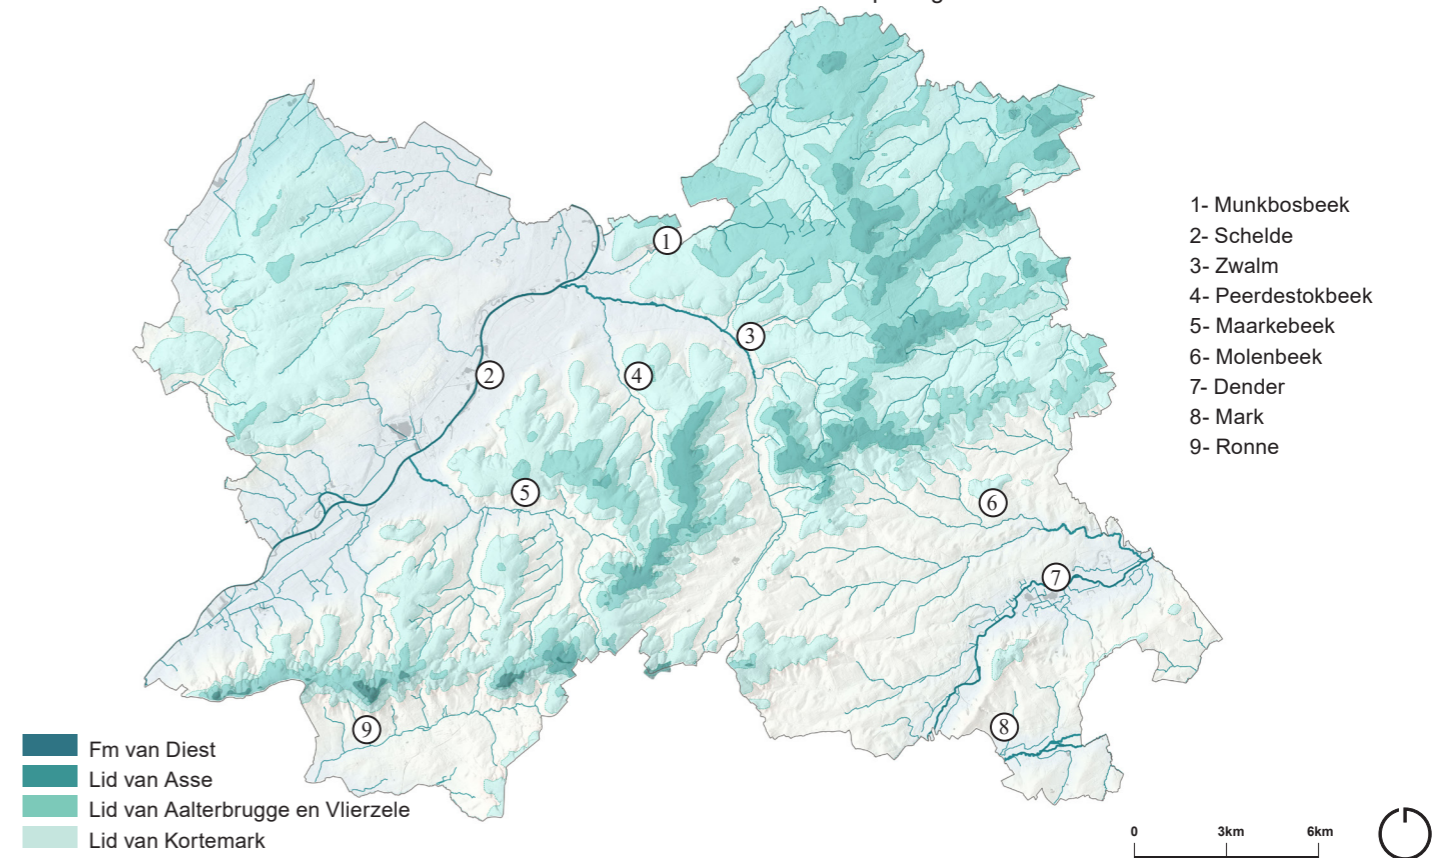 1
2
3
4
5
6
7
8
9
1- Munkbosbeek
2- Schelde
3- Zwalm
4- Peerdestokbeek
5- Maarkebeek
6- Molenbeek
7- Dender
8- Mark
9- Ronne
Fm van Diest
Lid van Asse
Lid van Aalterbrugge en Vlierzele
Lid van Kortemark
0 3km 6km